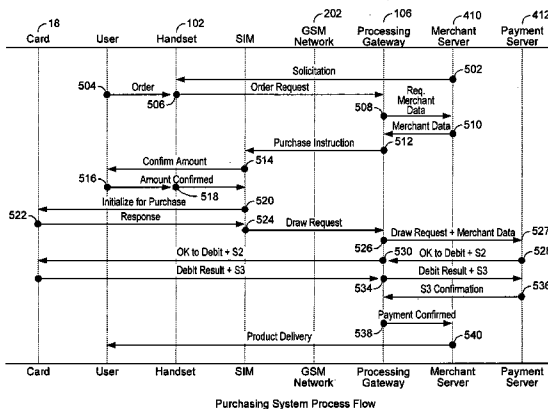 18 102 202 106 410 412
Card User Handset SIM GSM Network Processing Gateway Merchant Server Payment Server
Solicitation 502
504 Order 506 Order Request
508 Req. Merchant Data
Merchant Data 510
Purchase Instruction 512
Confirm Amount 514
516 Amount Confirmed 518
Initialize for Purchase 520
522 Response 524
Draw Request
526 Draw Request + Merchant Data 527
OK to Debit + S2 530 OK to Debit + S2 528
Debit Result + S3 534 Debit Result + S3
S3 Confirmation 536
Payment Confirmed 538
Product Delivery 540
Card User Handset SIM GSM Network Processing Gateway Merchant Server Payment Server
Purchasing System Process Flow